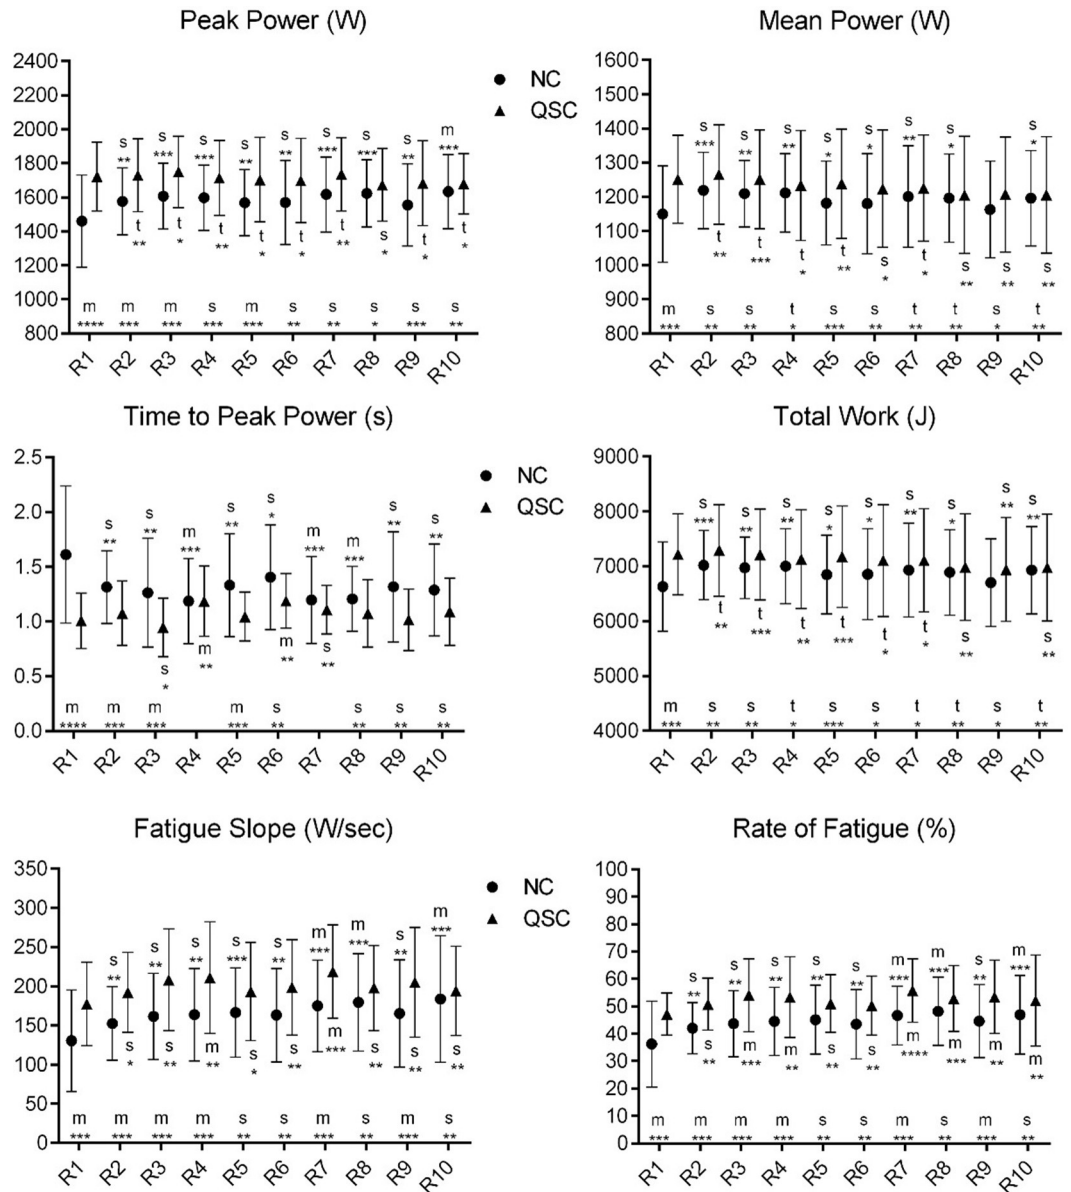 Peak Power (W)
2400
2200
2000
1800
1600
1400
1200
1000
800
NC
QSC
s s s s s s s s s m
** *** *** ** ** *** *** ** ***
t t t t t t t s t t
** * ** * * ** * * *
m m m s m s s s s s
**** *** *** *** *** ** ** * *** **
R1 R2 R3 R4 R5 R6 R7 R8 R9 R10
Mean Power (W)
1600
1500
1400
1300
1200
1100
1000
900
800
s s s s s s s s
*** ** ** * * ** * *
t t t t s t s s s
** *** * ** * * ** ** **
m s s t s s t t s t
*** ** ** * *** ** ** ** * **
R1 R2 R3 R4 R5 R6 R7 R8 R9 R10
Time to Peak Power (s)
2.5
2.0
1.5
1.0
0.5
0.0
NC
QSC
s s m s s m m s s
** ** *** ** * *** *** ** **
s m m s
* ** ** **
m m m m s s s s
**** *** *** *** ** ** ** **
R1 R2 R3 R4 R5 R6 R7 R8 R9 R10
Total Work (J)
9000
8000
7000
6000
5000
4000
s s s s s s s s s
*** ** ** * * ** * ** **
t t t t t t s s
** *** ** *** * * ** **
m s s t s s t t s t
*** ** ** * *** * * ** * **
R1 R2 R3 R4 R5 R6 R7 R8 R9 R10
Fatigue Slope (W/sec)
350
300
250
200
150
100
50
0
NC
QSC
s s s s s m m s m
** ** ** *** ** *** *** ** ***
s s m s s m s s s
* ** ** * ** *** ** ** **
m m m m s s m s m s
*** *** *** *** ** ** *** ** *** **
R1 R2 R3 R4 R5 R6 R7 R8 R9 R10
Rate of Fatigue (%)
100
90
80
70
60
50
40
30
20
10
0
s s s s s m m s m
** ** ** ** ** *** *** ** ***
s m m s s m m m m
** *** ** ** ** **** *** ** **
m m m m s s m s m s
*** *** *** *** ** ** *** ** *** **
R1 R2 R3 R4 R5 R6 R7 R8 R9 R10